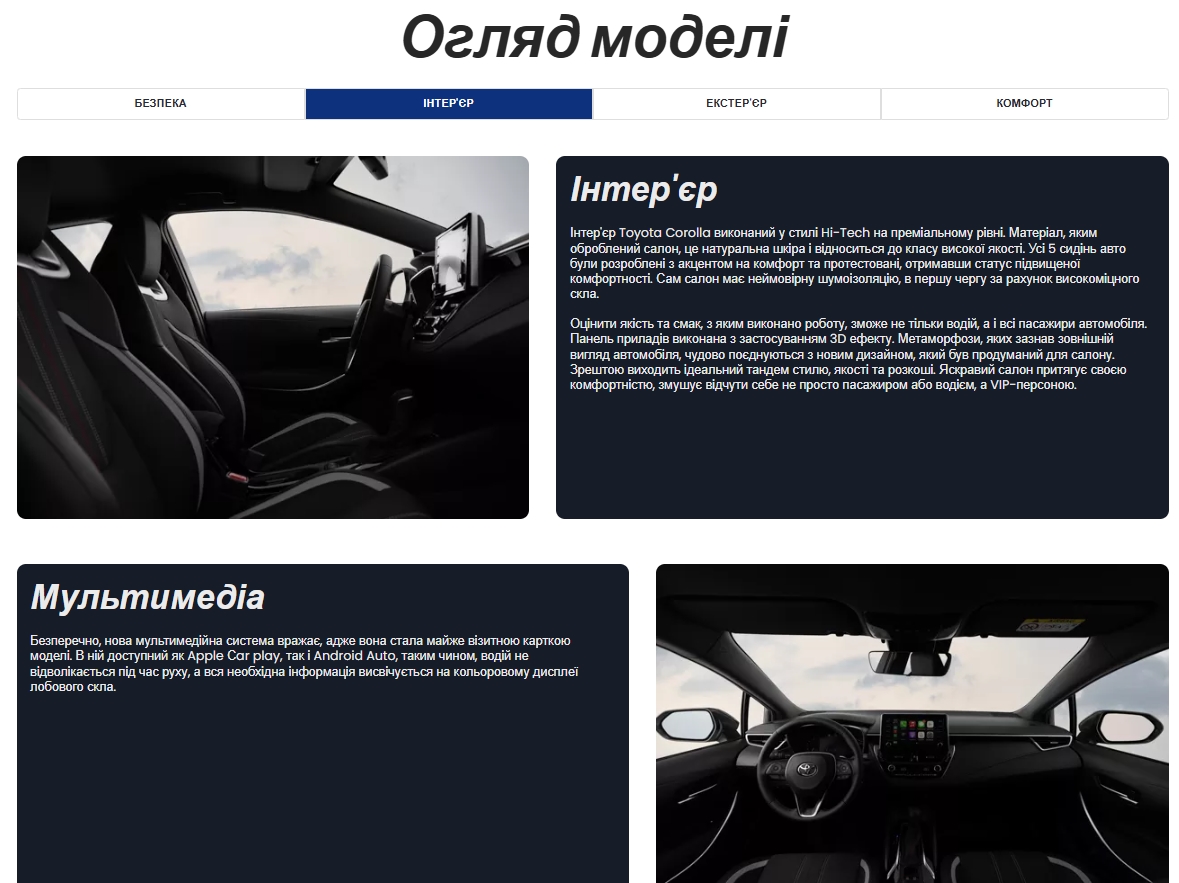 Огляд моделі
БЕЗПЕКА
ІНТЕР'ЄР
ЕКСТЕР'ЄР
КОМФОРТ
Інтер'єр
Інтер'єр Toyota Corolla виконаний у стилі Hi-Tech на преміальному рівні. Матеріал, яким
оброблений салон, це натуральна шкіра і відноситься до класу високої якості. Усі 5 сидінь авто
були розроблені з акцентом на комфорт та протестовані, отримавши статус підвищеної
комфортності. Сам салон має неймовірну шумоізоляцію, в першу чергу за рахунок високоміцного
скла.
Оцінити якість та смак, з яким виконано роботу, зможе не тільки водій, а і всі пасажири автомобіля.
Панель приладів виконана з застосуванням 3D ефекту. Метаморфози, яких зазнав зовнішній
вигляд автомобіля, чудово поєднуються з новим дизайном, який був продуманий для салону.
Зрештою виходить ідеальний тандем стилю, якості та розкоші. Яскравий салон притягує своєю
комфортністю, змушує відчути себе не просто пасажиром або водієм, а VIP-персоною.
Мультимедіа
Безперечно, нова мультимедійна система вражає, адже вона стала майже візитною карткою
моделі. В ній доступний як Apple Car play, так і Android Auto, таким чином, водій не
відволікається під час руху, а вся необхідна інформація висвічується на кольоровому дисплеї
лобового скла.